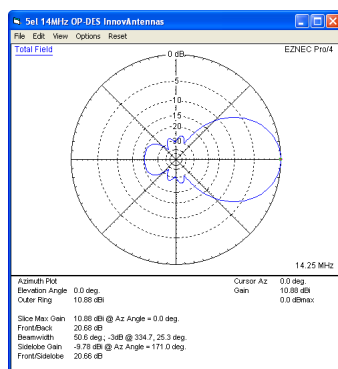 5el 14MHz OP-DES InnovAntennas
File Edit View Options Reset
Total Field
EZNEC Pro/4
0 dB
-5
-10
-15
-20
-30
14.25 MHz
Azimuth Plot
Cursor Az 0.0 deg.
Elevation Angle 0.0 deg.
Gain 10.88 dBi
Outer Ring 10.88 dBi
0.0 dBmax
Slice Max Gain 10.88 dBi @ Az Angle = 0.0 deg.
Front/Back 20.68 dB
Beamwidth 50.6 deg.; -3dB @ 334.7, 25.3 deg.
Sidelobe Gain -9.78 dBi @ Az Angle = 171.0 deg.
Front/Sidelobe 20.66 dB